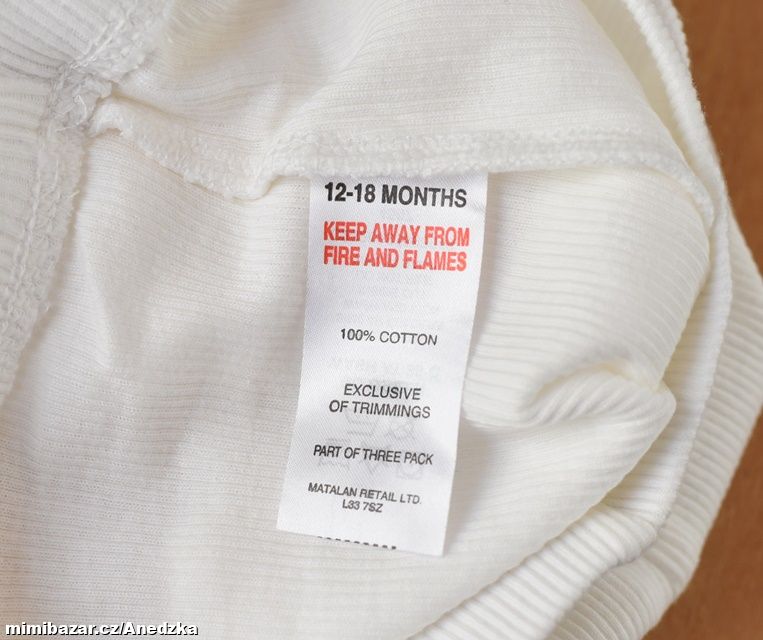 12-18 MONTHS
KEEP AWAY FROM
FIRE AND FLAMES
100% COTTON
EXCLUSIVE
OF TRIMMINGS
PART OF THREE PACK
MATALAN RETAIL LTD.
L33 7SZ
mimibazar.cz/Anedzka